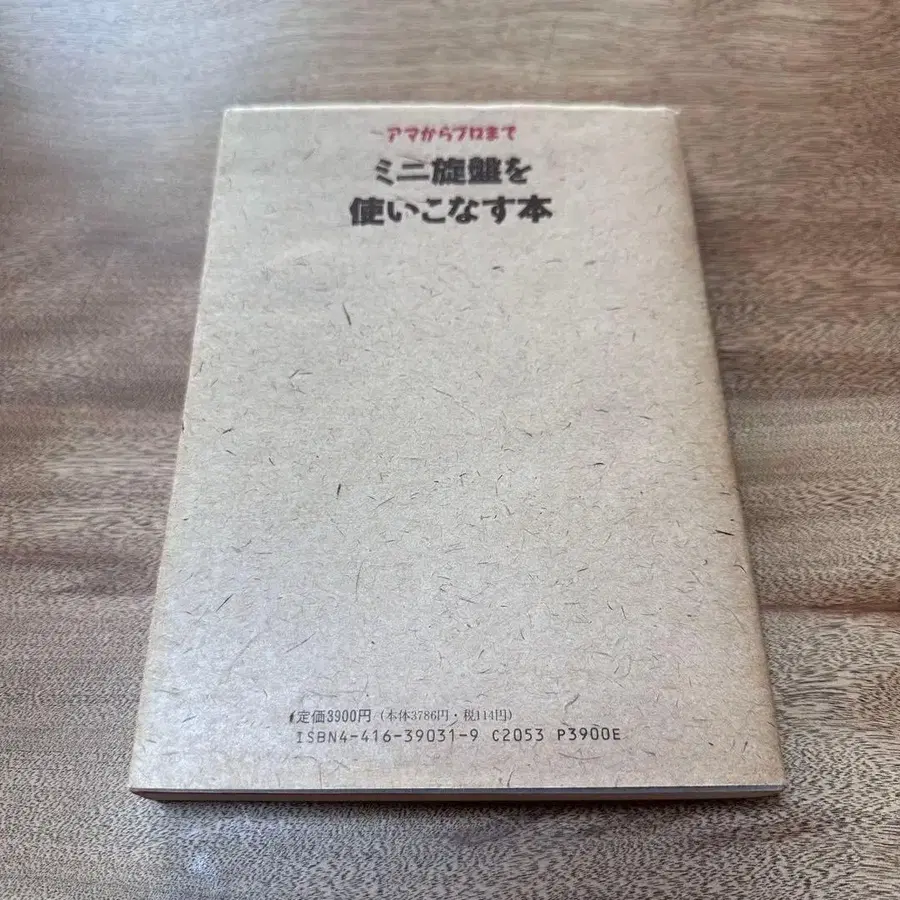 アマからプロまで
ミニ旋盤を
使いこなす本
定価3900円(本体3786円・税114円)
ISBN4-416-39031-9 C2053 P3900E